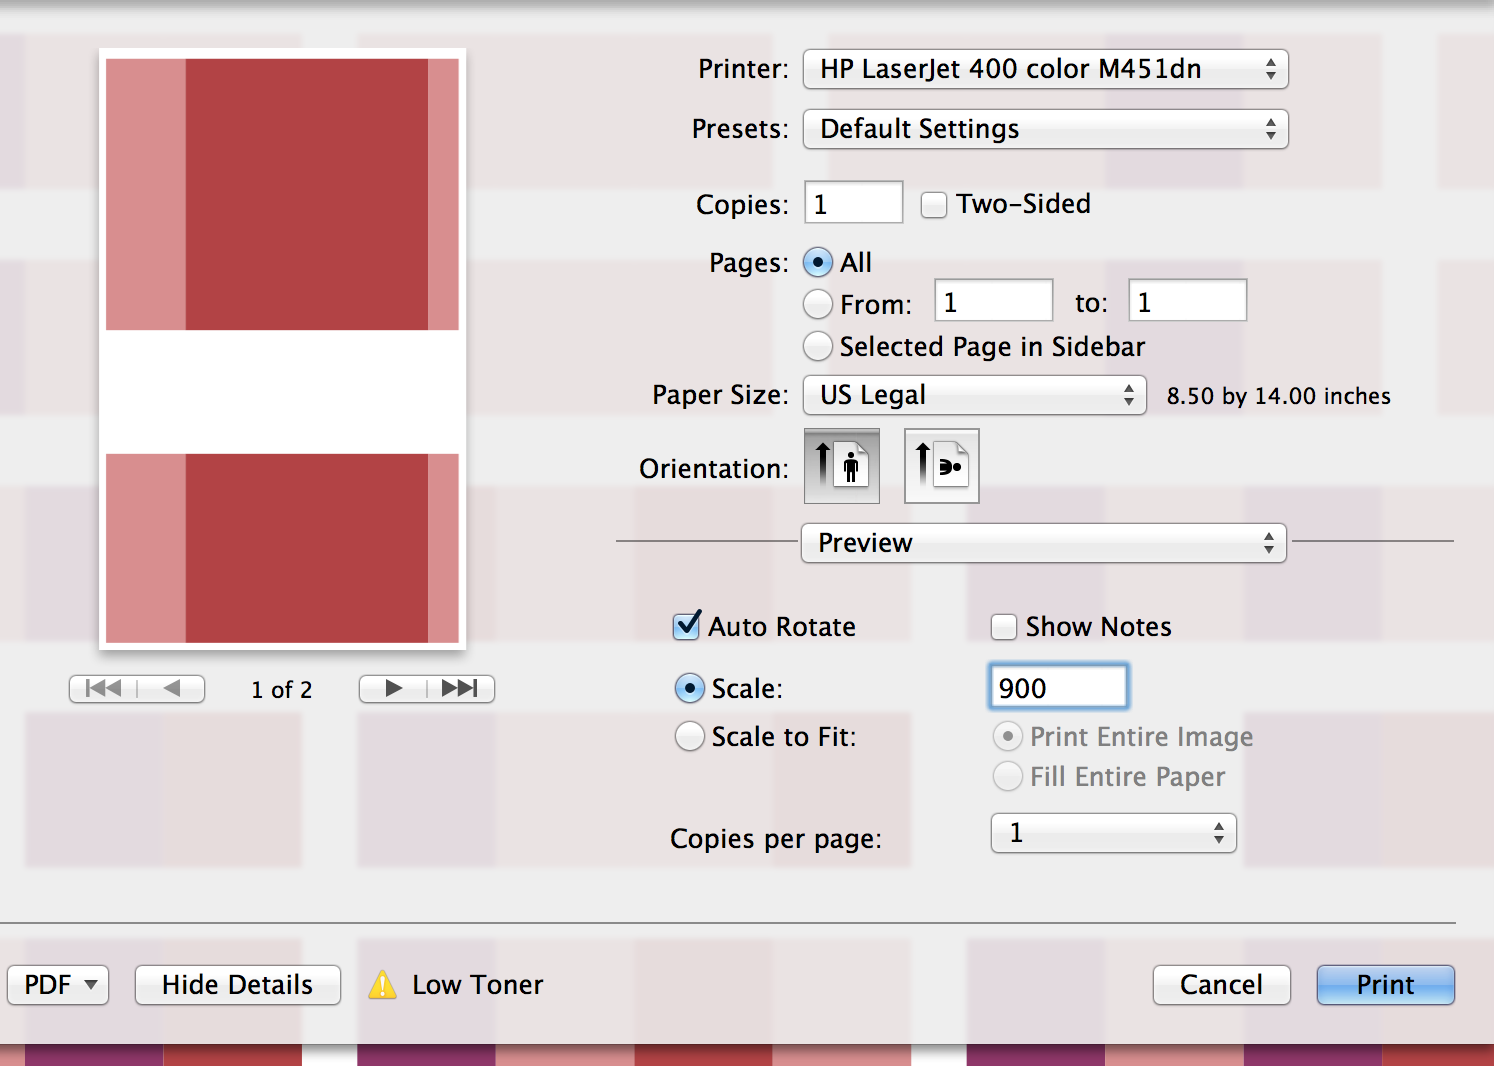 Printer: HP LaserJet 400 color M451dn
Presets: Default Settings
Copies: 1 Two-Sided
Pages: All
From: 1 to: 1
Selected Page in Sidebar
Paper Size: US Legal 8.50 by 14.00 inches
Orientation:
Preview
Auto Rotate Show Notes
1 of 2
Scale: 900
Scale to Fit: Print Entire Image
Fill Entire Paper
Copies per page: 1
PDF Hide Details Low Toner Cancel Print